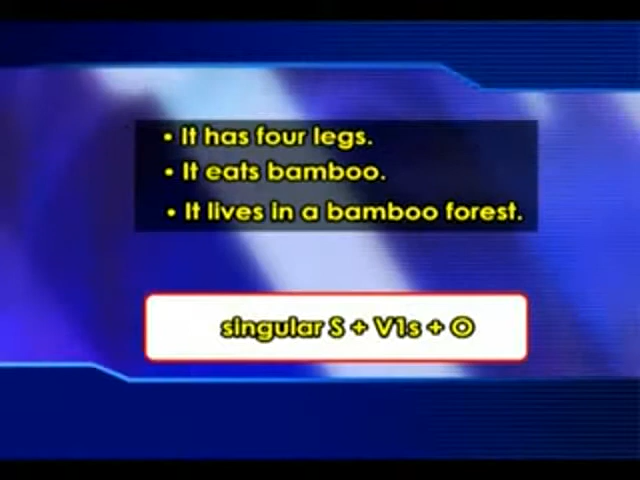 • It has four legs.
• It eats bamboo.
• It lives in a bamboo forest.
singular S + V1s + O